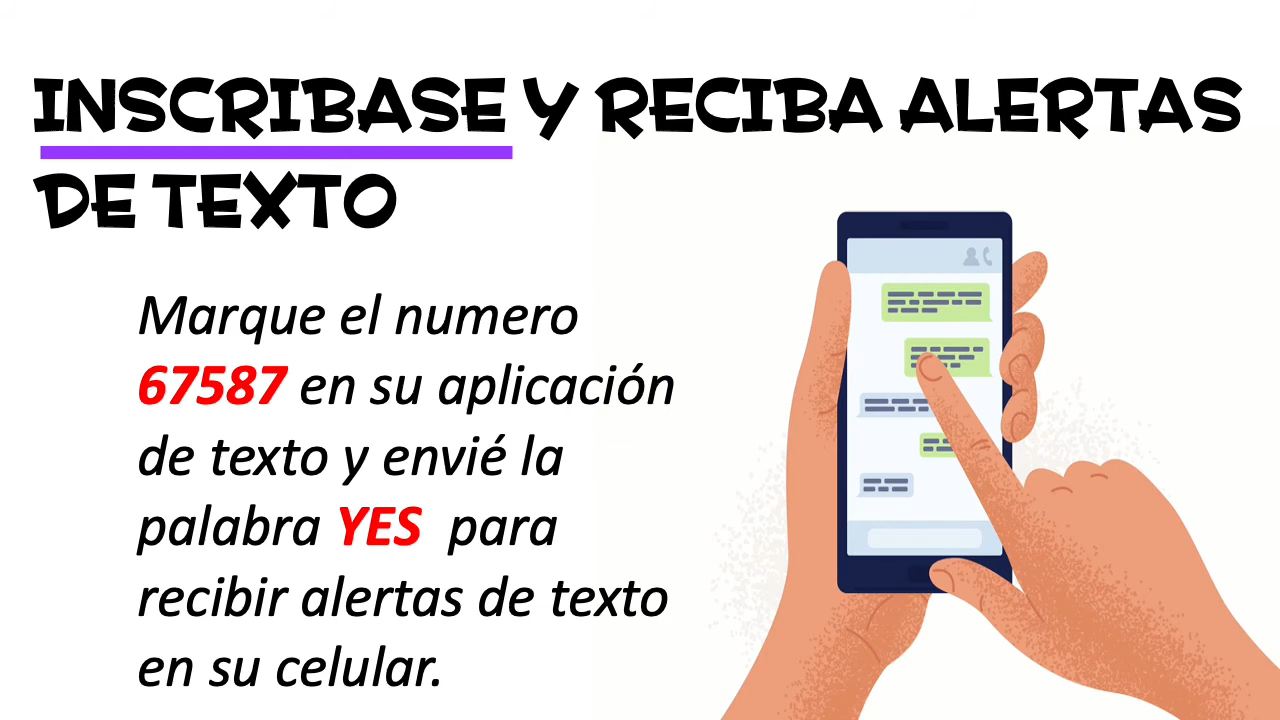 INSCRIBASE Y RECIBA ALERTAS
DE TEXTO
Marque el numero
67587 en su aplicación
de texto y envié la
palabra YES para
recibir alertas de texto
en su celular.